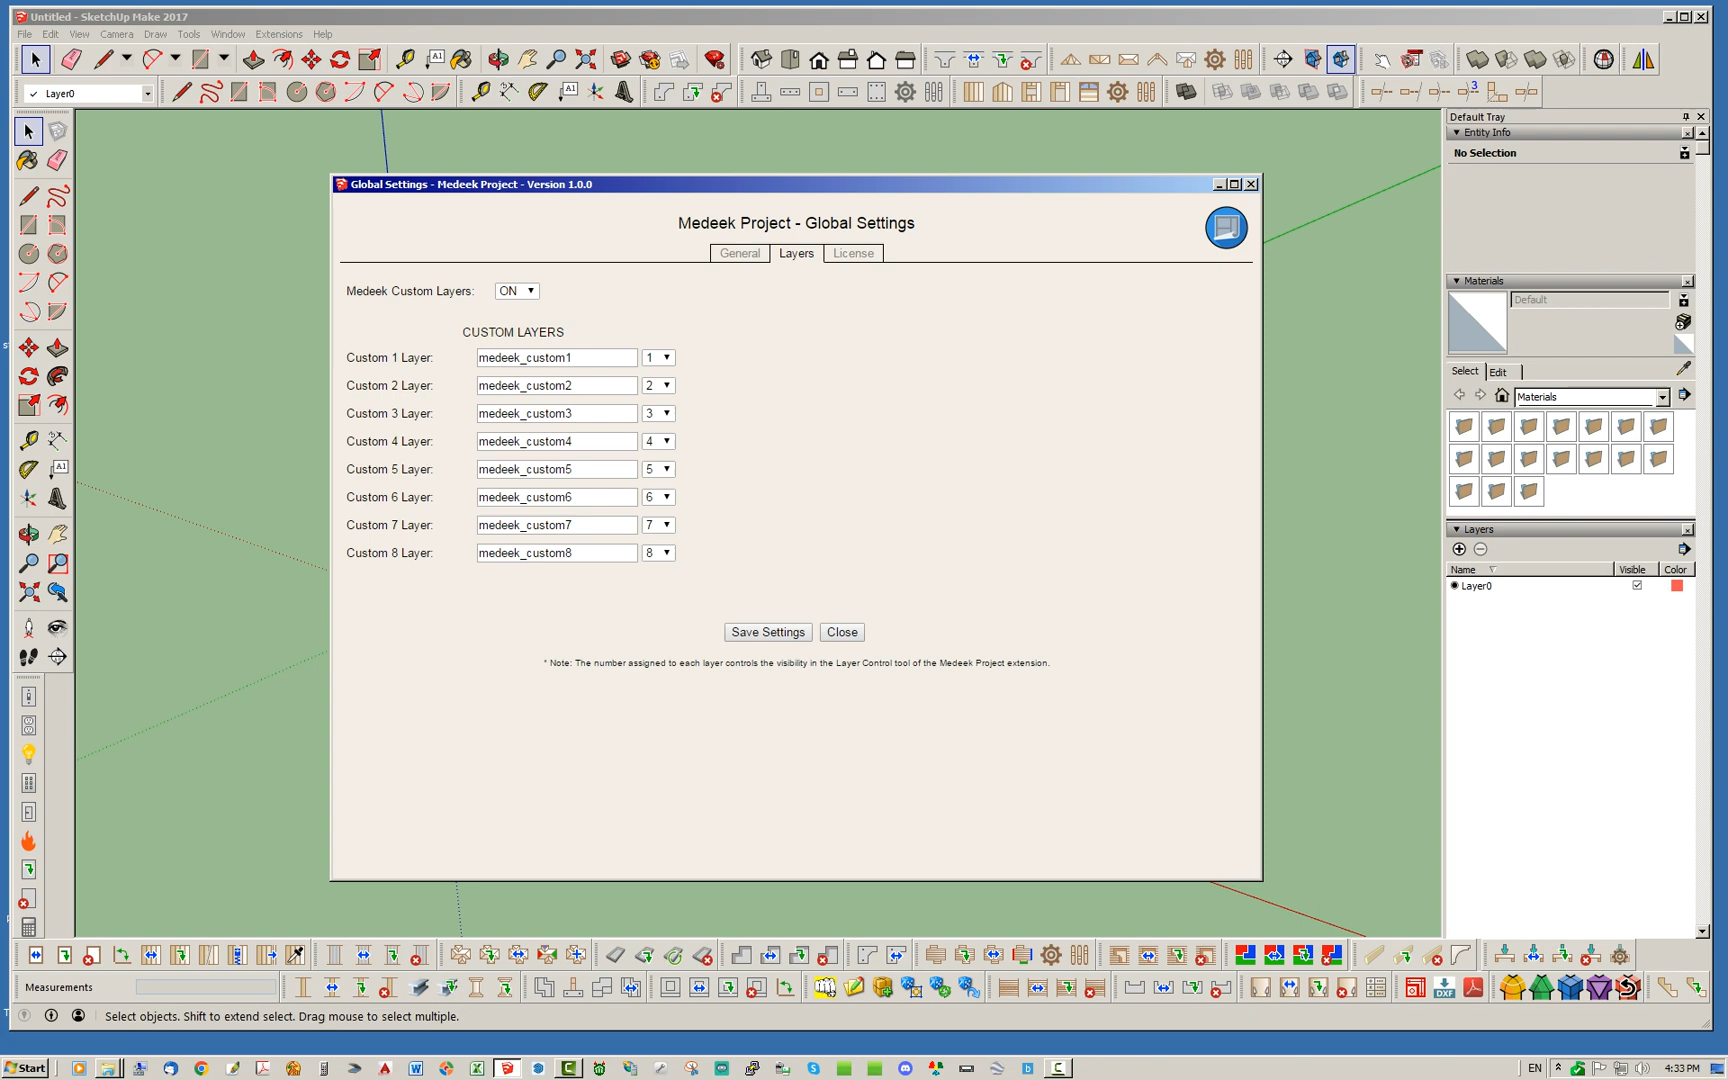 Untitled - SketchUp Make 2017
File Edit View Camera Draw Tools Window Extensions Help
Layer0
A1
A1
3
Default Tray
Entity Info
No Selection
Global Settings - Medeek Project - Version 1.0.0
Medeek Project - Global Settings
General Layers License
Medeek Custom Layers: ON
CUSTOM LAYERS
Custom 1 Layer: medeek_custom1 1
Custom 2 Layer: medeek_custom2 2
Custom 3 Layer: medeek_custom3 3
Custom 4 Layer: medeek_custom4 4
Custom 5 Layer: medeek_custom5 5
Custom 6 Layer: medeek_custom6 6
Custom 7 Layer: medeek_custom7 7
Custom 8 Layer: medeek_custom8 8
Save Settings Close
* Note: The number assigned to each layer controls the visibility in the Layer Control tool of the Medeek Project extension.
Materials
Default
Select Edit
Materials
Layers
Name Visible Color
Layer0
A1
Measurements
DXF
Select objects. Shift to extend select. Drag mouse to select multiple.
Start
EN
4:33 PM